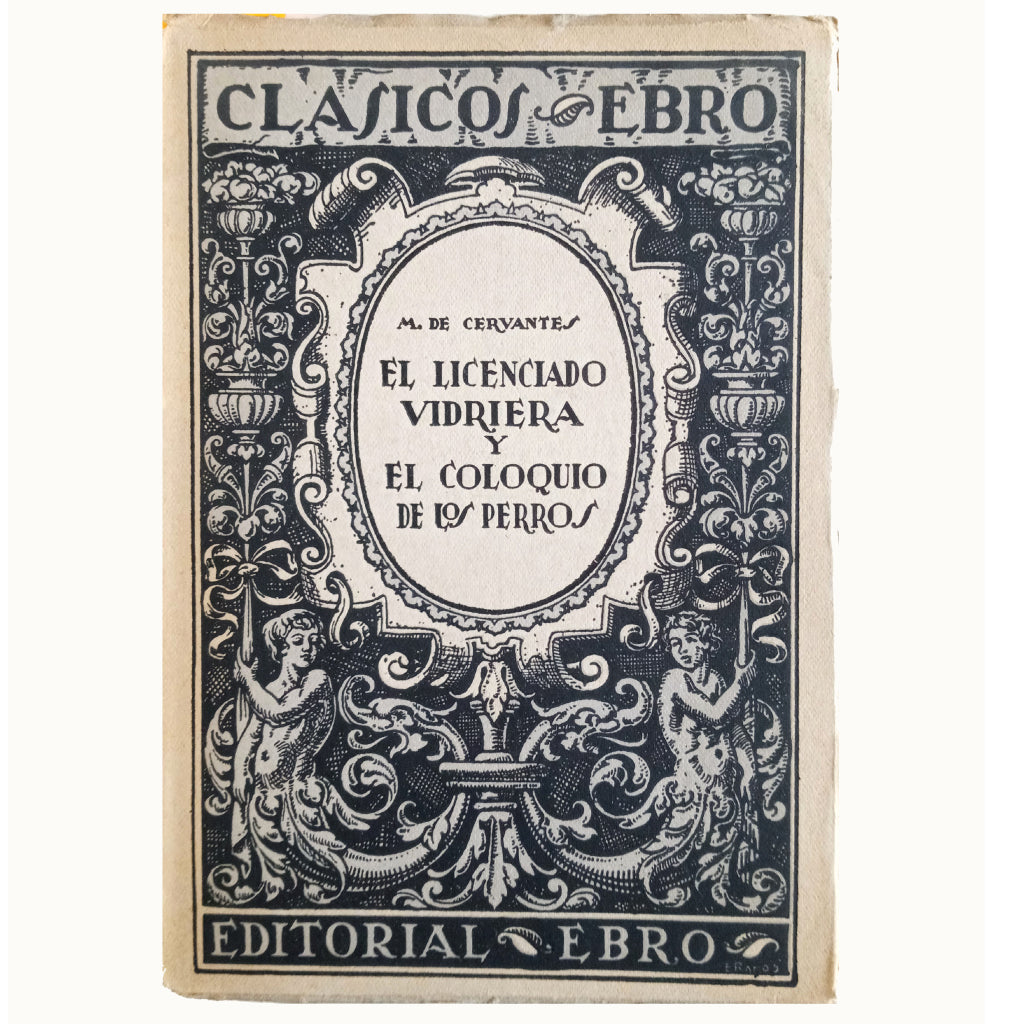 CLASICOS EBRO
M. DE CERVANTES
EL LICENCIADO
VIDRIERA
Y
EL COLOQUIO
DE LOS PERROS
EDITORIAL EBRO